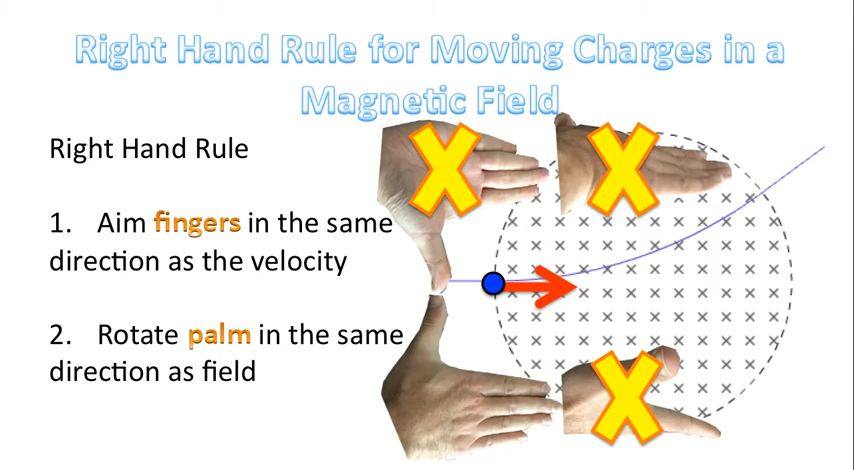 Right Hand Rule for Moving Charges in a
Magnetic Field
Right Hand Rule
1. Aim fingers in the same
direction as the velocity
2. Rotate palm in the same
direction as field